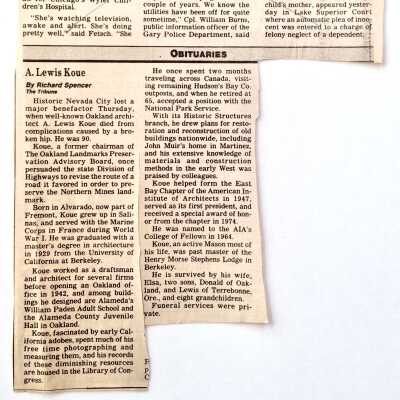 dren's Hospital.
"She's watching television,
awake and alert. She's doing
pretty well," said Fetsch. "She
couple of years. We know the
utilities have been off for quite
sometime," Cpl. William Burns,
public information officer of the
Gary Police Department, said
child's mother, appeared yester-
day in Lake Superior Court
where an automatic plea of inno-
cent was entered to a charge of
felony neglect of a dependent.
OBITUARIES
A. Lewis Koue
By Richard Spencer
The Tribune
Historic Nevada City lost a
major benefactor Thursday,
when well-known Oakland archi-
tect A. Lewis Koue died from
complications caused by a bro-
ken hip. He was 90.
Koue, a former chairman of
The Oakland Landmarks Preser-
vation Advisory Board, once
persuaded the state Division of
Highways to revise the route of a
road it favored in order to pre-
serve the Northern Mines land-
mark.
Born in Alvarado, now part of
Fremont, Koue grew up in Sali-
nas, and served with the Marine
Corps in France during World
War I. He was graduated with a
master's degree in architecture
in 1929 from the University of
California at Berkeley.
Koue worked as a draftsman
and architect for several firms
before opening an Oakland of-
fice in 1942, and among build-
ings he designed are Alameda's
William Paden Adult School and
the Alameda County Juvenile
Hall in Oakland.
Koue, fascinated by early Cal-
ifornia adobes, spent much of his
free time photographing and
measuring them, and his records
of these diminishing resources
are housed in the Library of Con-
gress.
He once spent two months
traveling across Canada, visit-
ing remaining Hudson's Bay Co.
outposts, and when he retired at
65, accepted a position with the
National Park Service.
With its Historic Structures
branch, he drew plans for resto-
ration and reconstruction of old
buildings nationwide, including
John Muir's home in Martinez,
and his extensive knowledge of
materials and construction
methods in the early West was
praised by colleagues.
Koue helped form the East
Bay Chapter of the American In-
stitute of Architects in 1947,
served as its first president, and
received a special award of hon-
or from the chapter in 1974.
He was named to the AIA's
College of Fellows in 1964.
Koue, an active Mason most of
his life, was past master of the
Henry Morse Stephens Lodge in
Berkeley.
He is survived by his wife,
Elsa, two sons, Donald of Oak-
land, and Lewis of Terrebonne,
Ore., and eight grandchildren.
Funeral services were pri-
vate.